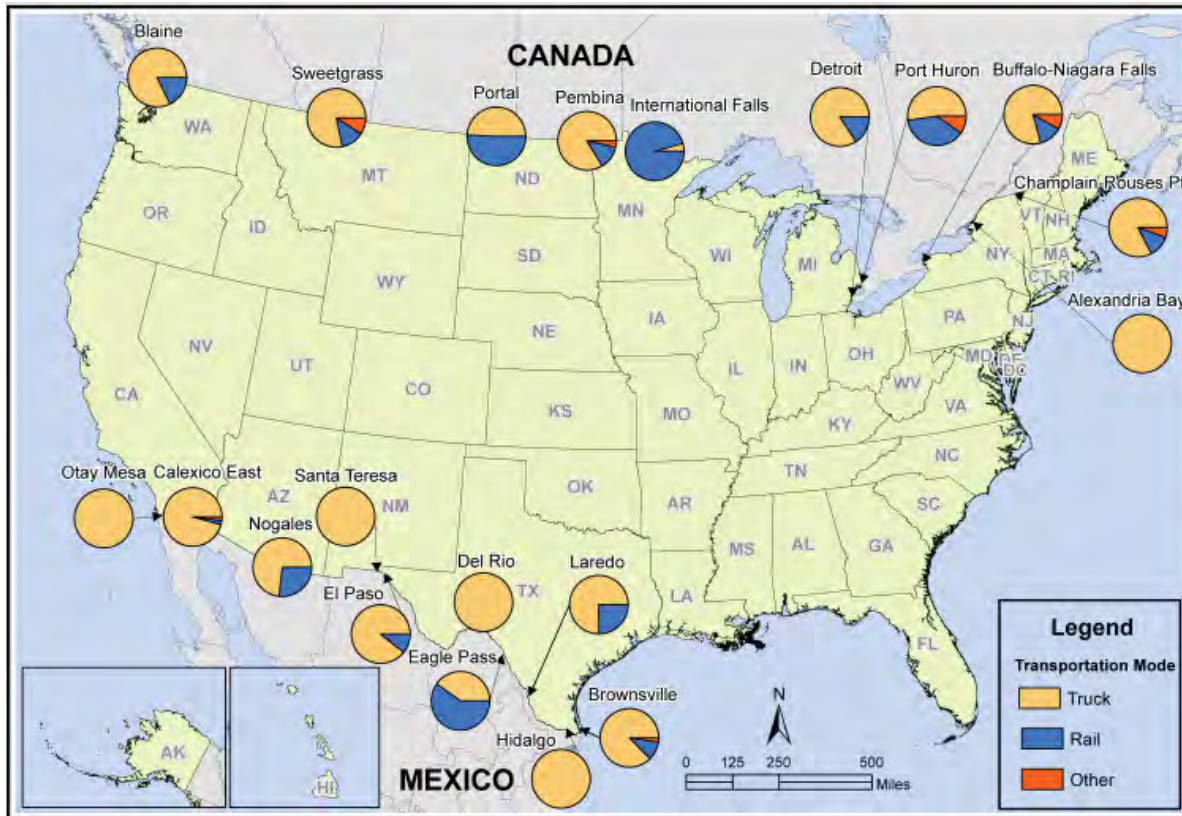 Blaine
CANADA
Sweetgrass
Portal
Pembina
International Falls
Detroit
Port Huron
Buffalo-Niagara Falls
WA
MT
ND
MN
ME
Champlain-Rouses Pt
OR
ID
WY
SD
WI
MI
NY
VT
NH
MA
CT
RI
Alexandria Bay
NV
UT
CO
NE
IA
IL
IN
OH
PA
NJ
MD
DE
DC
CA
KS
MO
KY
WV
VA
Otay Mesa
Calexico East
Santa Teresa
AZ
NM
OK
AR
TN
NC
SC
Nogales
El Paso
Del Rio
TX
Laredo
LA
MS
AL
GA
FL
Eagle Pass
Brownsville
Hidalgo
MEXICO
AK
HI
N
0 125 250 500
Miles
Legend
Transportation Mode
Truck
Rail
Other